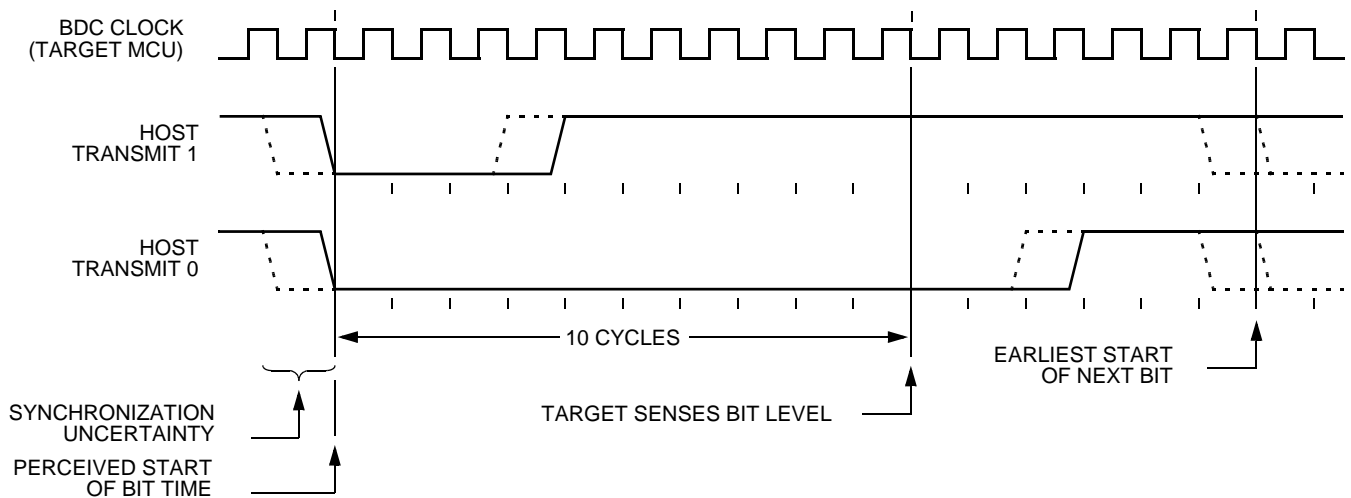 BDC CLOCK
(TARGET MCU)
HOST
TRANSMIT 1
HOST
TRANSMIT 0
10 CYCLES
EARLIEST START
OF NEXT BIT
TARGET SENSES BIT LEVEL
SYNCHRONIZATION
UNCERTAINTY
PERCEIVED START
OF BIT TIME